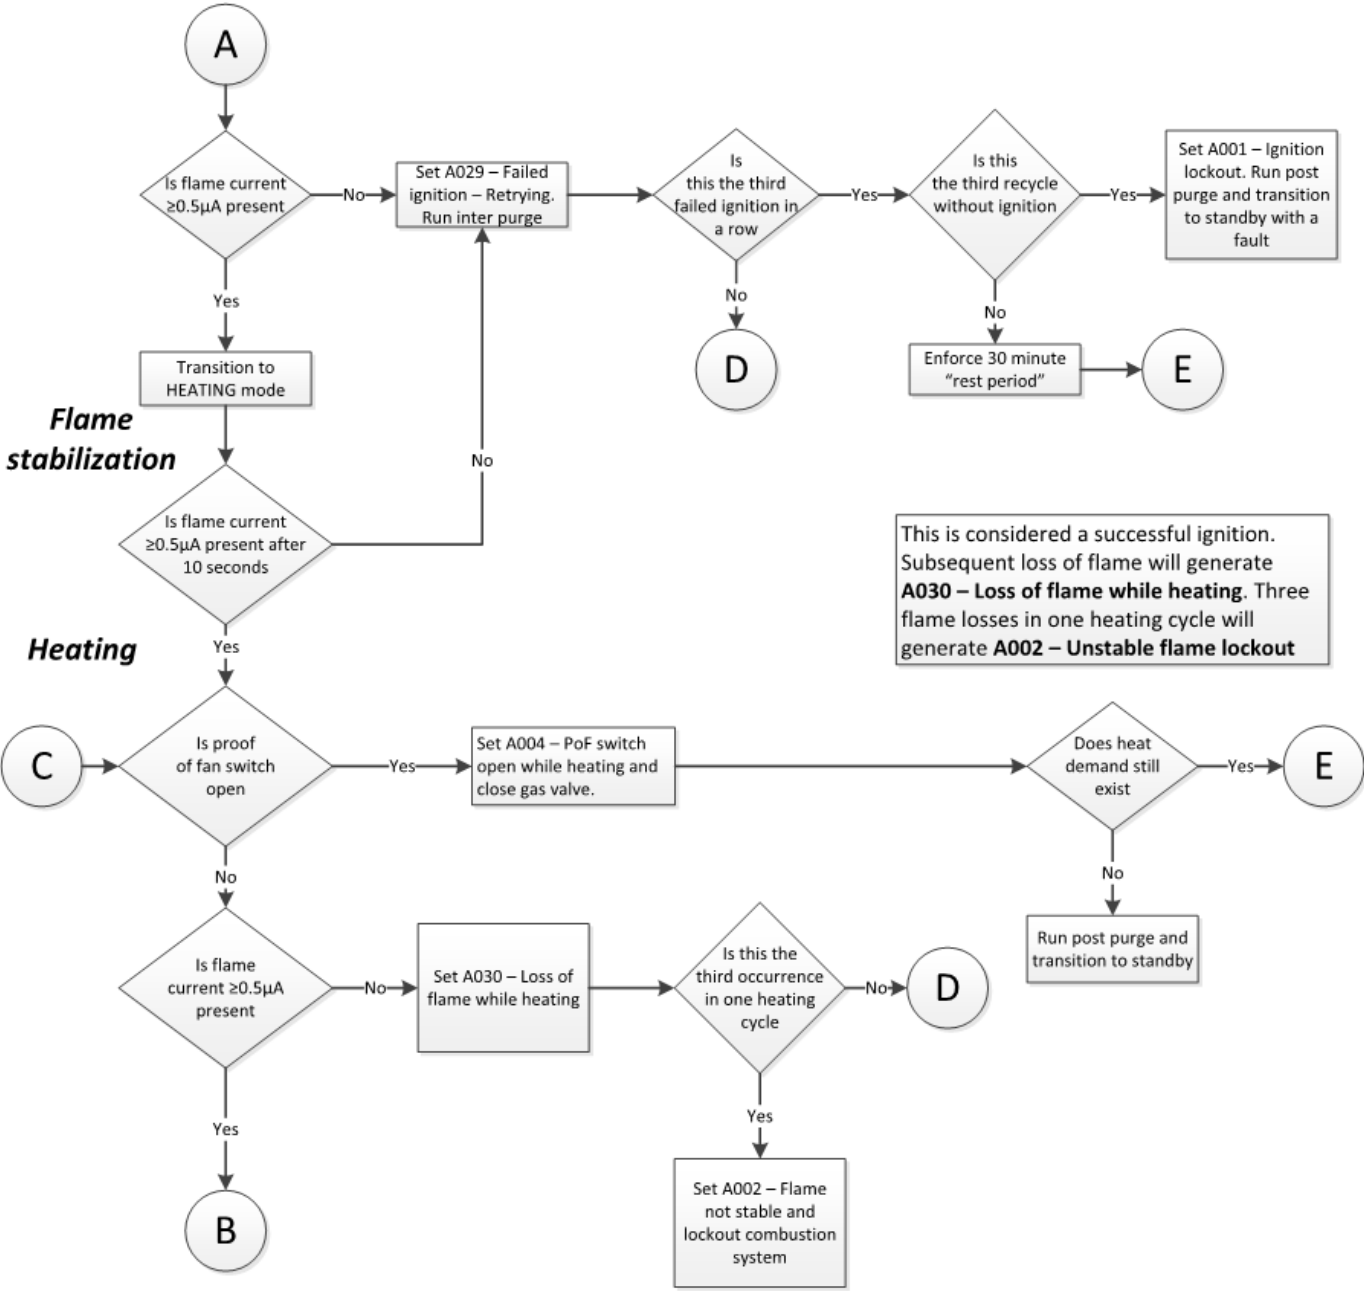 A
Is flame current
≥0.5µA present
No
Set A029 – Failed
ignition – Retrying.
Run inter purge
Is
this the third
failed ignition in
a row
Yes
Is this
the third recycle
without ignition
Yes
Set A001 – Ignition
lockout. Run post
purge and transition
to standby with a
fault
Yes
No
D
No
Enforce 30 minute
“rest period”
E
Transition to
HEATING mode
Flame
stabilization
No
Is flame current
≥0.5µA present after
10 seconds
This is considered a successful ignition.
Subsequent loss of flame will generate
A030 – Loss of flame while heating. Three
flame losses in one heating cycle will
generate A002 – Unstable flame lockout
Yes
Heating
C
Is proof
of fan switch
open
Yes
Set A004 – PoF switch
open while heating and
close gas valve.
Does heat
demand still
exist
Yes
E
No
No
Run post purge and
transition to standby
Is flame
current ≥0.5µA
present
No
Set A030 – Loss of
flame while heating
Is this the
third occurrence
in one heating
cycle
No
D
Yes
Yes
B
Set A002 – Flame
not stable and
lockout combustion
system